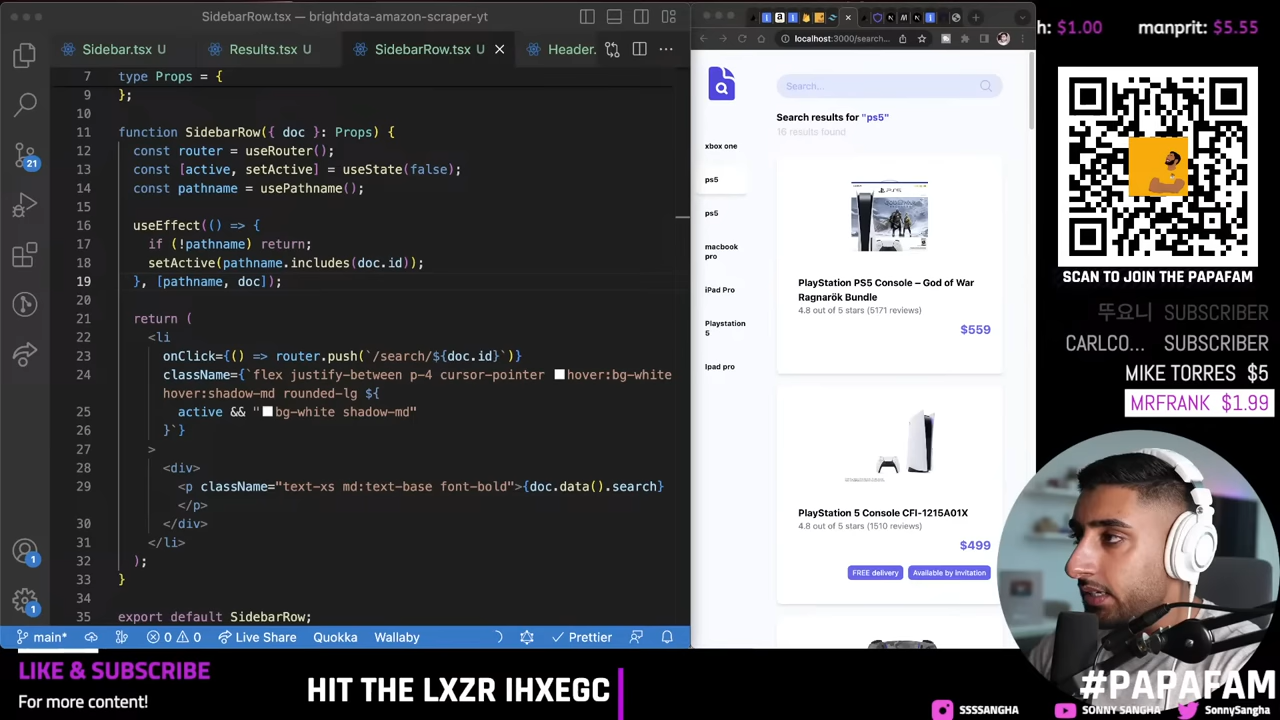 SidebarRow.tsx — brightdata-amazon-scraper-yt
Sidebar.tsx U
Results.tsx U
SidebarRow.tsx U
Header.
type Props = {
9 };
10
11 function SidebarRow({ doc }: Props) {
12 const router = useRouter();
13 const [active, setActive] = useState(false);
14 const pathname = usePathname();
15
16 useEffect(() => {
17 if (!pathname) return;
18 setActive(pathname.includes(doc.id));
19 }, [pathname, doc]);
20
21 return (
22 <li
23 onClick={() => router.push(`/search/${doc.id}`)}
24 className={`flex justify-between p-4 cursor-pointer hover:bg-white
hover:shadow-md rounded-lg ${
25 active && "bg-white shadow-md"
26 }`}
27 >
28 <div>
29 <p className="text-xs md:text-base font-bold">{doc.data().search}
</p>
30 </div>
31 </li>
32 );
33 }
34
35 export default SidebarRow;
21
1
1
main*
0 0
Live Share
Quokka
Wallaby
Prettier
localhost:3000/search...
Search...
Search results for "ps5"
16 results found
xbox one
ps5
ps5
macbook
pro
iPad Pro
Playstation
5
Ipad pro
PS5
PlayStation PS5 Console – God of War
Ragnarök Bundle
4.8 out of 5 stars (5171 reviews)
$559
PlayStation 5 Console CFI-1215A01X
4.8 out of 5 stars (1510 reviews)
$499
FREE delivery
Available by Invitation
h: $1.00 manprit: $5.55
SCAN TO JOIN THE PAPAFAM
뚜요니 SUBSCRIBER
CARLCO... SUBSCRIBER
MIKE TORRES $5
MRFRANK $1.99
LIKE & SUBSCRIBE
For more content!
HIT THE LXZR IHXEGC
#PAPAFAM
SSSSANGHA
SONNY SANGHA
SonnySangha